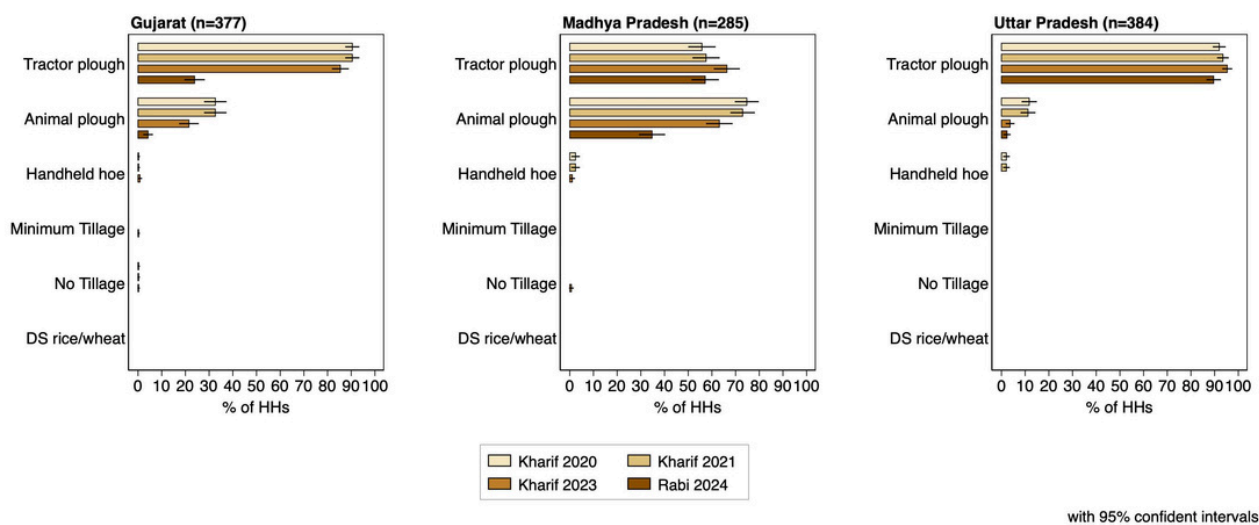 Gujarat (n=377)
Tractor plough
Animal plough
Handheld hoe
Minimum Tillage
No Tillage
DS rice/wheat
0 10 20 30 40 50 60 70 80 90 100
% of HHs
Madhya Pradesh (n=285)
Tractor plough
Animal plough
Handheld hoe
Minimum Tillage
No Tillage
DS rice/wheat
0 10 20 30 40 50 60 70 80 90 100
% of HHs
Uttar Pradesh (n=384)
Tractor plough
Animal plough
Handheld hoe
Minimum Tillage
No Tillage
DS rice/wheat
0 10 20 30 40 50 60 70 80 90 100
% of HHs
Kharif 2020 Kharif 2021
Kharif 2023 Rabi 2024
with 95% confident intervals